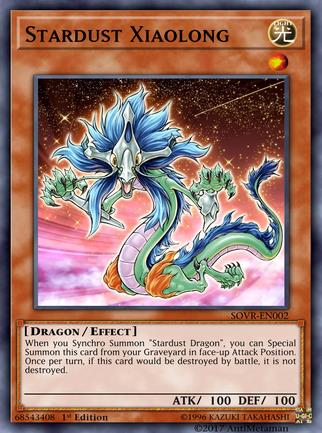 Stardust Xiaolong
LIGHT
光
SOVR-EN002
[Dragon / Effect]
When you Synchro Summon "Stardust Dragon", you can Special
Summon this card from your Graveyard in face-up Attack Position.
Once per turn, if this card would be destroyed by battle, it is
not destroyed.
ATK/ 100 DEF/ 100
68543408 1st Edition ©1996 KAZUKI TAKAHASHI
©2017 AntiMetaman